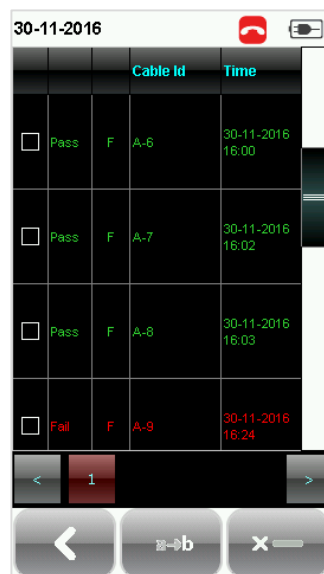 30-11-2016
Cable Id Time
Pass F A-6 30-11-2016
16:00
Pass F A-7 30-11-2016
16:02
Pass F A-8 30-11-2016
16:03
Fail F A-9 30-11-2016
16:24
< 1 >
b